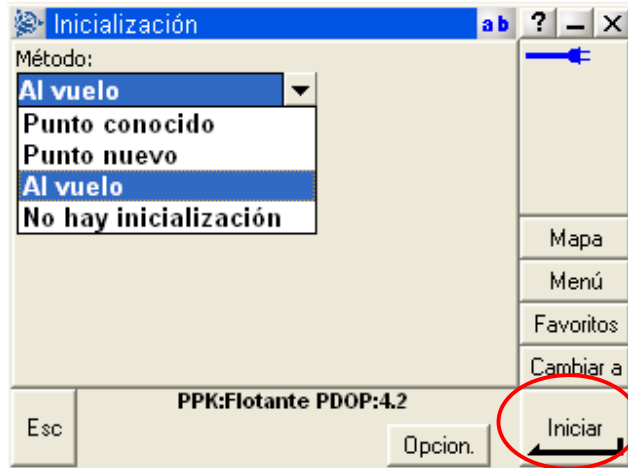 Inicialización
ab ? – X
Método:
Al vuelo
Punto conocido
Punto nuevo
Al vuelo
No hay inicialización
Mapa
Menú
Favoritos
Cambiar a
PPK:Flotante PDOP:4.2
Esc
Opcion.
Iniciar